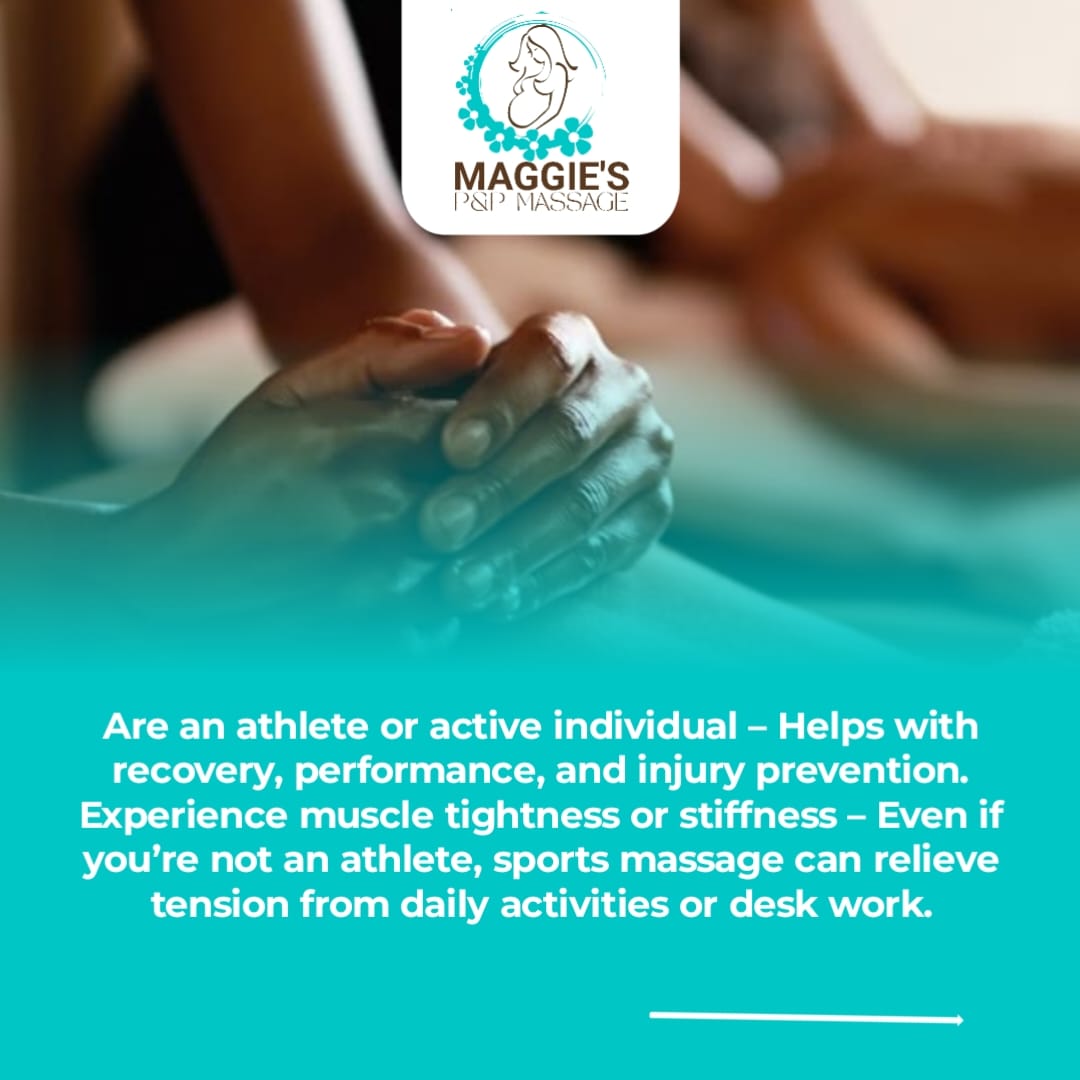 MAGGIE'S
P&P MASSAGE
Are an athlete or active individual – Helps with
recovery, performance, and injury prevention.
Experience muscle tightness or stiffness – Even if
you’re not an athlete, sports massage can relieve
tension from daily activities or desk work.